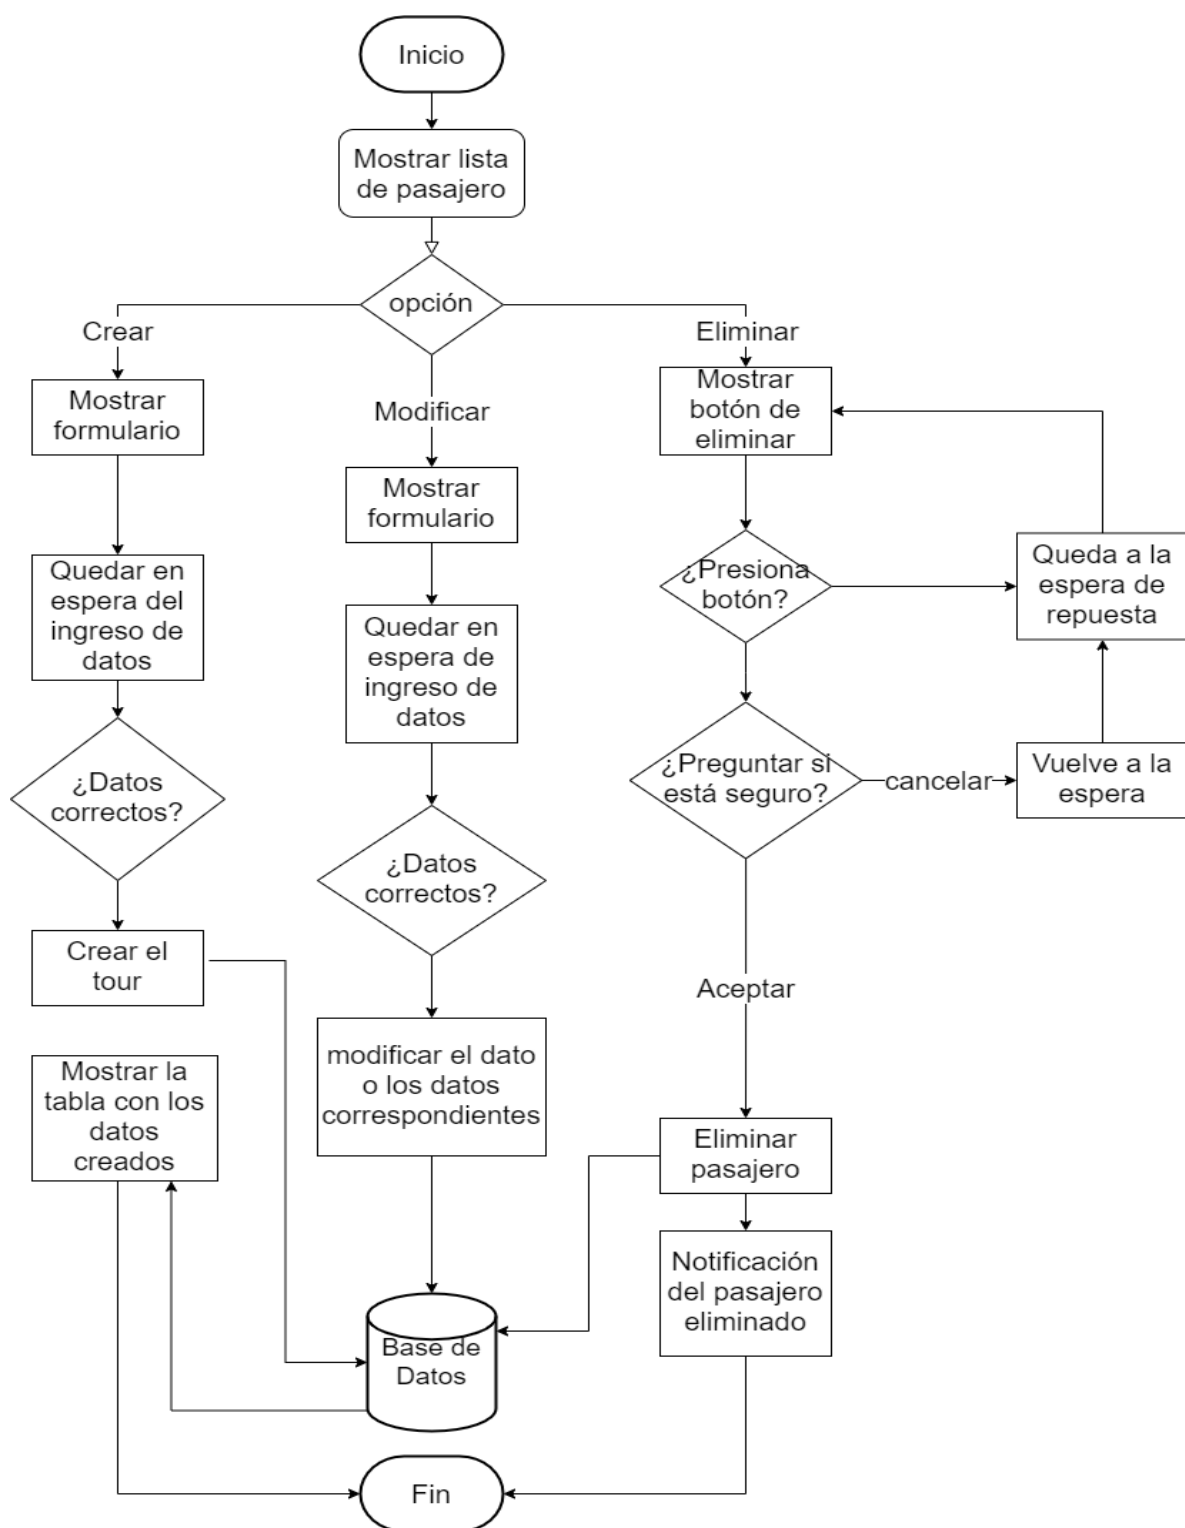 Inicio
Mostrar lista
de pasajero
opción
Crear
Modificar
Eliminar
Mostrar
formulario
Quedar en
espera del
ingreso de
datos
¿Datos
correctos?
Crear el
tour
Mostrar la
tabla con los
datos
creados
Mostrar
formulario
Quedar en
espera de
ingreso de
datos
¿Datos
correctos?
modificar el dato
o los datos
correspondientes
Base de
Datos
Mostrar
botón de
eliminar
¿Presiona
botón?
Queda a la
espera de
repuesta
¿Preguntar si
está seguro?
cancelar
Vuelve a la
espera
Aceptar
Eliminar
pasajero
Notificación
del pasajero
eliminado
Fin